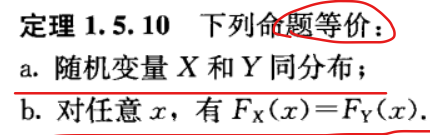 定理 1.5.10 下列命题等价：
a. 随机变量 X 和 Y 同分布；
b. 对任意 x，有 F_X(x)=F_Y(x).